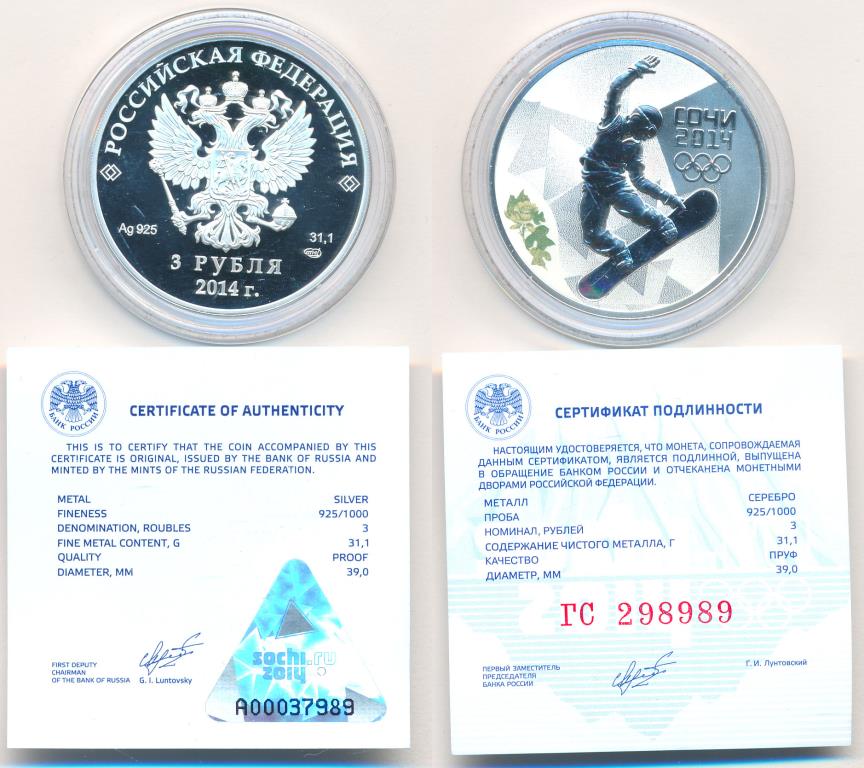 РОССИЙСКАЯ ФЕДЕРАЦИЯ
Ag 925
31,1
3 РУБЛЯ
2014 г.
СОЧИ
2014
БАНК РОССИИ
CERTIFICATE OF AUTHENTICITY
THIS IS TO CERTIFY THAT THE COIN ACCOMPANIED BY THIS
CERTIFICATE IS ORIGINAL, ISSUED BY THE BANK OF RUSSIA AND
MINTED BY THE MINTS OF THE RUSSIAN FEDERATION.
METAL SILVER
FINENESS 925/1000
DENOMINATION, ROUBLES 3
FINE METAL CONTENT, G 31,1
QUALITY PROOF
DIAMETER, MM 39,0
sochi.ru
2014
FIRST DEPUTY
CHAIRMAN
OF THE BANK OF RUSSIA G. I. Luntovsky
A00037989
БАНК РОССИИ
СЕРТИФИКАТ ПОДЛИННОСТИ
НАСТОЯЩИМ УДОСТОВЕРЯЕТСЯ, ЧТО МОНЕТА, СОПРОВОЖДАЕМАЯ
ДАННЫМ СЕРТИФИКАТОМ, ЯВЛЯЕТСЯ ПОДЛИННОЙ, ВЫПУЩЕНА
В ОБРАЩЕНИЕ БАНКОМ РОССИИ И ОТЧЕКАНЕНА МОНЕТНЫМИ
ДВОРАМИ РОССИЙСКОЙ ФЕДЕРАЦИИ.
МЕТАЛЛ СЕРЕБРО
ПРОБА 925/1000
НОМИНАЛ, РУБЛЕЙ 3
СОДЕРЖАНИЕ ЧИСТОГО МЕТАЛЛА, Г 31,1
КАЧЕСТВО ПРУФ
ДИАМЕТР, ММ 39,0
ГС 298989
ПЕРВЫЙ ЗАМЕСТИТЕЛЬ
ПРЕДСЕДАТЕЛЯ
БАНКА РОССИИ
Г. И. Лунтовский